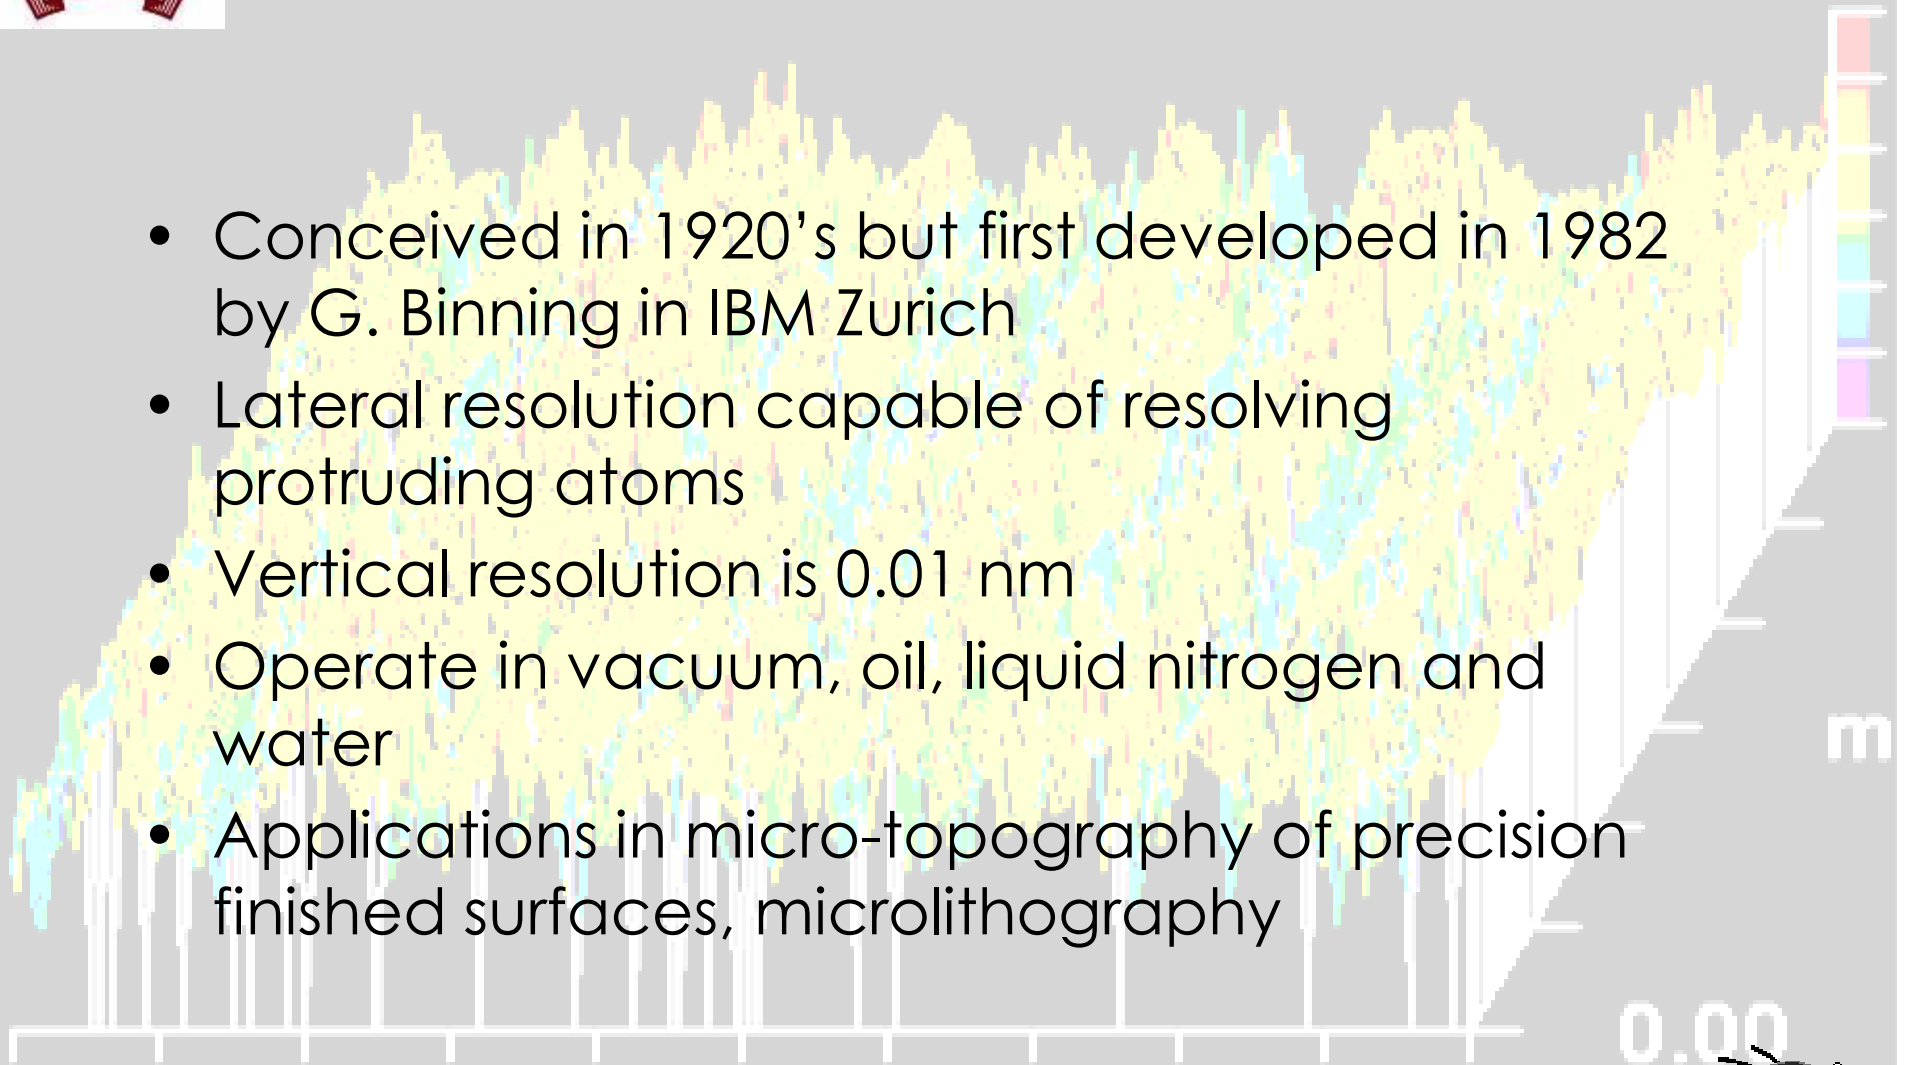 • Conceived in 1920’s but first developed in 1982
by G. Binning in IBM Zurich
• Lateral resolution capable of resolving
protruding atoms
• Vertical resolution is 0.01 nm
• Operate in vacuum, oil, liquid nitrogen and
water
• Applications in micro-topography of precision
finished surfaces, microlithography
m
0.00